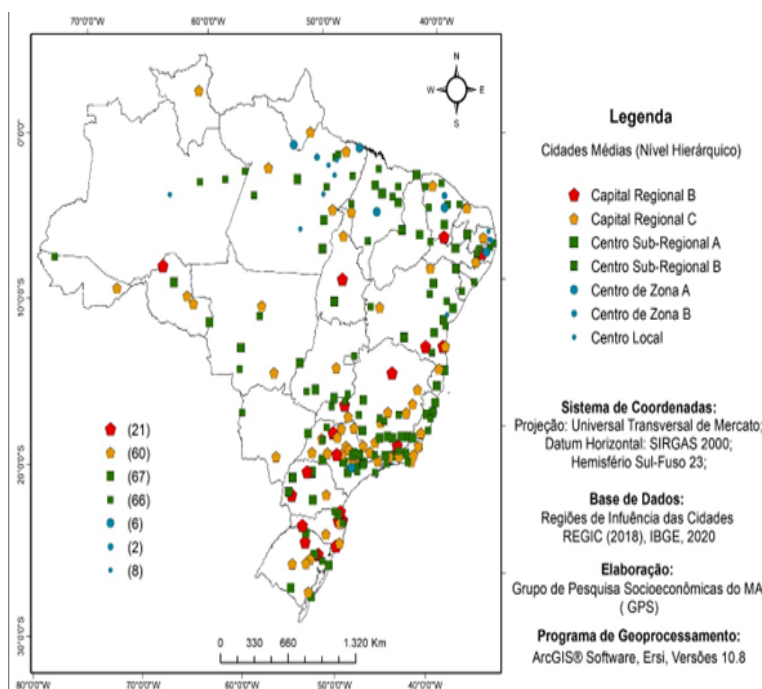 70°0'0"W
60°0'0"W
50°0'0"W
40°0'0"W
N
W
E
S
0°0'0"
10°0'0"S
20°0'0"S
30°0'0"S
(21)
(60)
(67)
(66)
(6)
(2)
(8)
0 330 660 1.320 Km
80°0'0"W
70°0'0"W
60°0'0"W
50°0'0"W
40°0'0"W
Legenda
Cidades Médias (Nível Hierárquico)
Capital Regional B
Capital Regional C
Centro Sub-Regional A
Centro Sub-Regional B
Centro de Zona A
Centro de Zona B
Centro Local
Sistema de Coordenadas:
Projeção: Universal Transversal de Mercato;
Datum Horizontal: SIRGAS 2000;
Hemisfério Sul-Fuso 23;
Base de Dados:
Regiões de Infuência das Cidades
REGIC (2018), IBGE, 2020
Elaboração:
Grupo de Pesquisa Socioeconômicas do MA
( GPS)
Programa de Geoprocessamento:
ArcGIS® Software, Ersi, Versões 10.8